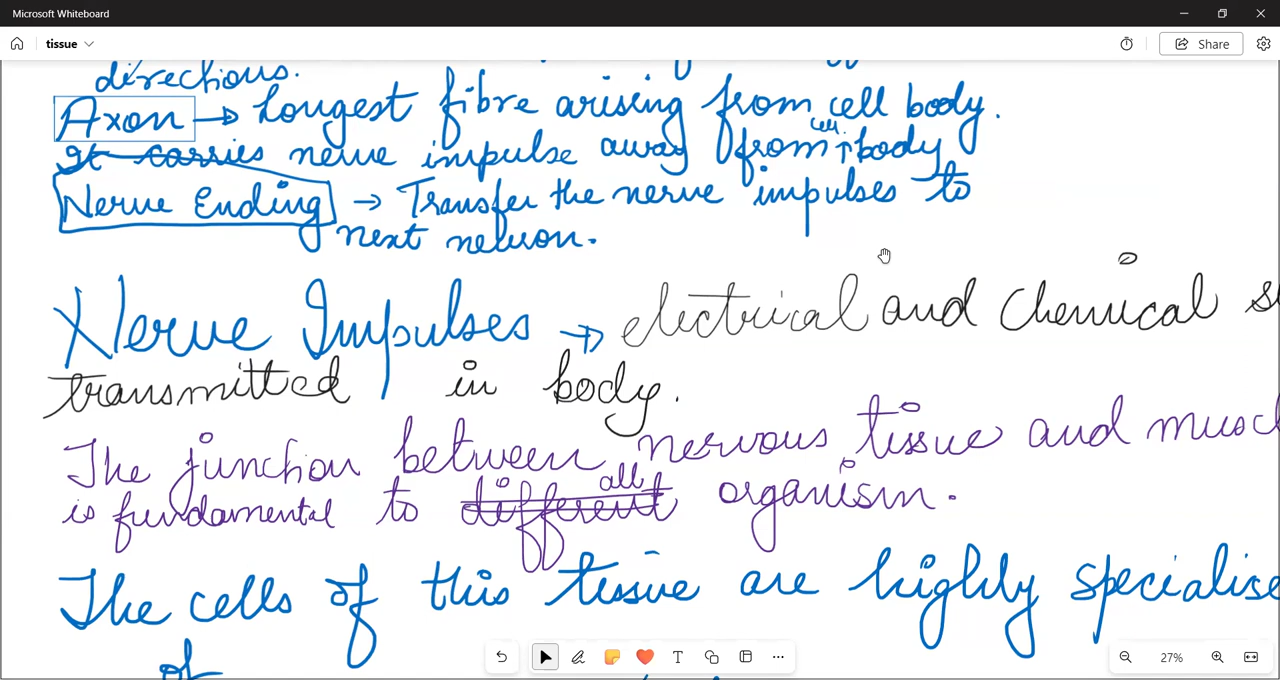 Microsoft Whiteboard
tissue
Share
directions.
Axon → Longest fibre arising from cell body.
It carries nerve impulse away from cell body
Nerve Ending → Transfer the nerve impulses to
next neluon.
Nerve Impulses → electrical and Chemical
transmitted in body.
The junction between nervous tissue and muscl
is fundamental to different all organism.
The cells of this tissue are highly specialise
of
27%